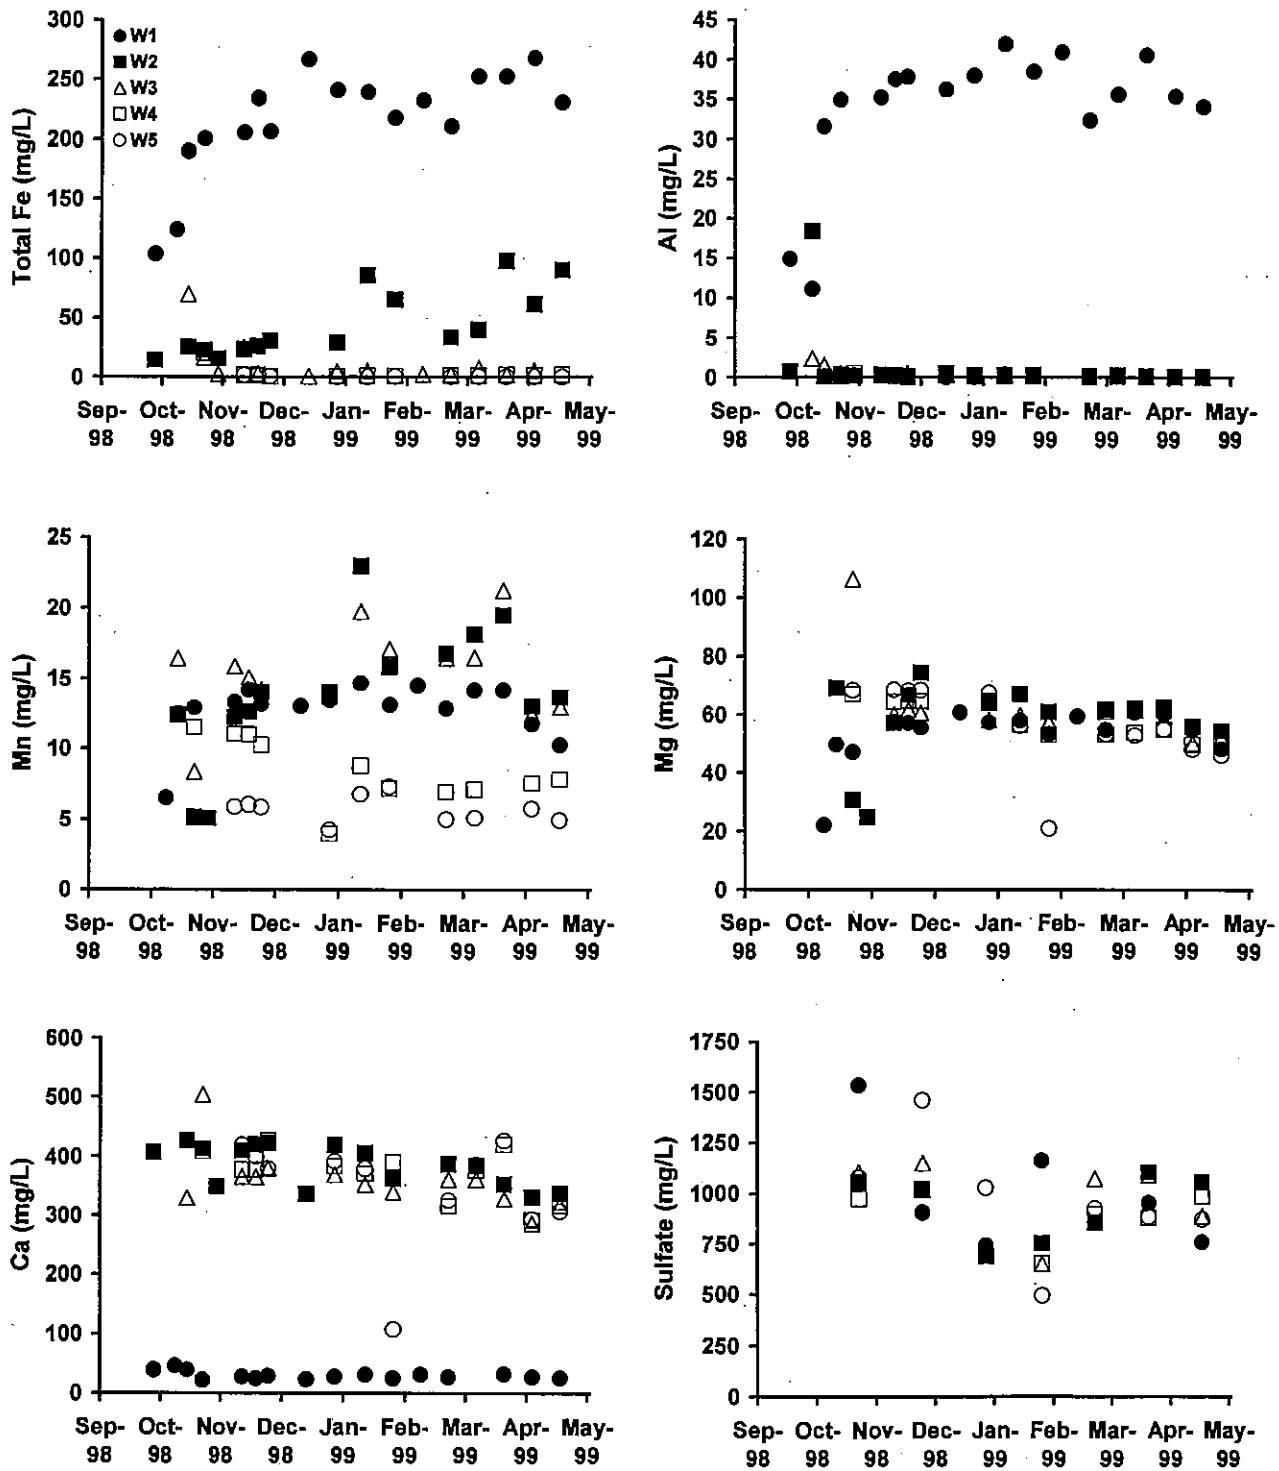 Total Fe (mg/L)
300
250
200
150
100
50
0
W1
W2
W3
W4
W5
Sep- Oct- Nov- Dec- Jan- Feb- Mar- Apr- May-
98 98 98 98 99 99 99 99 99
Al (mg/L)
45
40
35
30
25
20
15
10
5
0
Sep- Oct- Nov- Dec- Jan- Feb- Mar- Apr- May-
98 98 98 98 99 99 99 99 99
Mn (mg/L)
25
20
15
10
5
0
Sep- Oct- Nov- Dec- Jan- Feb- Mar- Apr- May-
98 98 98 98 99 99 99 99 99
Mg (mg/L)
120
100
80
60
40
20
0
Sep- Oct- Nov- Dec- Jan- Feb- Mar- Apr- May-
98 98 98 98 99 99 99 99 99
Ca (mg/L)
600
500
400
300
200
100
0
Sep- Oct- Nov- Dec- Jan- Feb- Mar- Apr- May-
98 98 98 98 99 99 99 99 99
Sulfate (mg/L)
1750
1500
1250
1000
750
500
250
0
Sep- Oct- Nov- Dec- Jan- Feb- Mar- Apr- May-
98 98 98 98 99 99 99 99 99